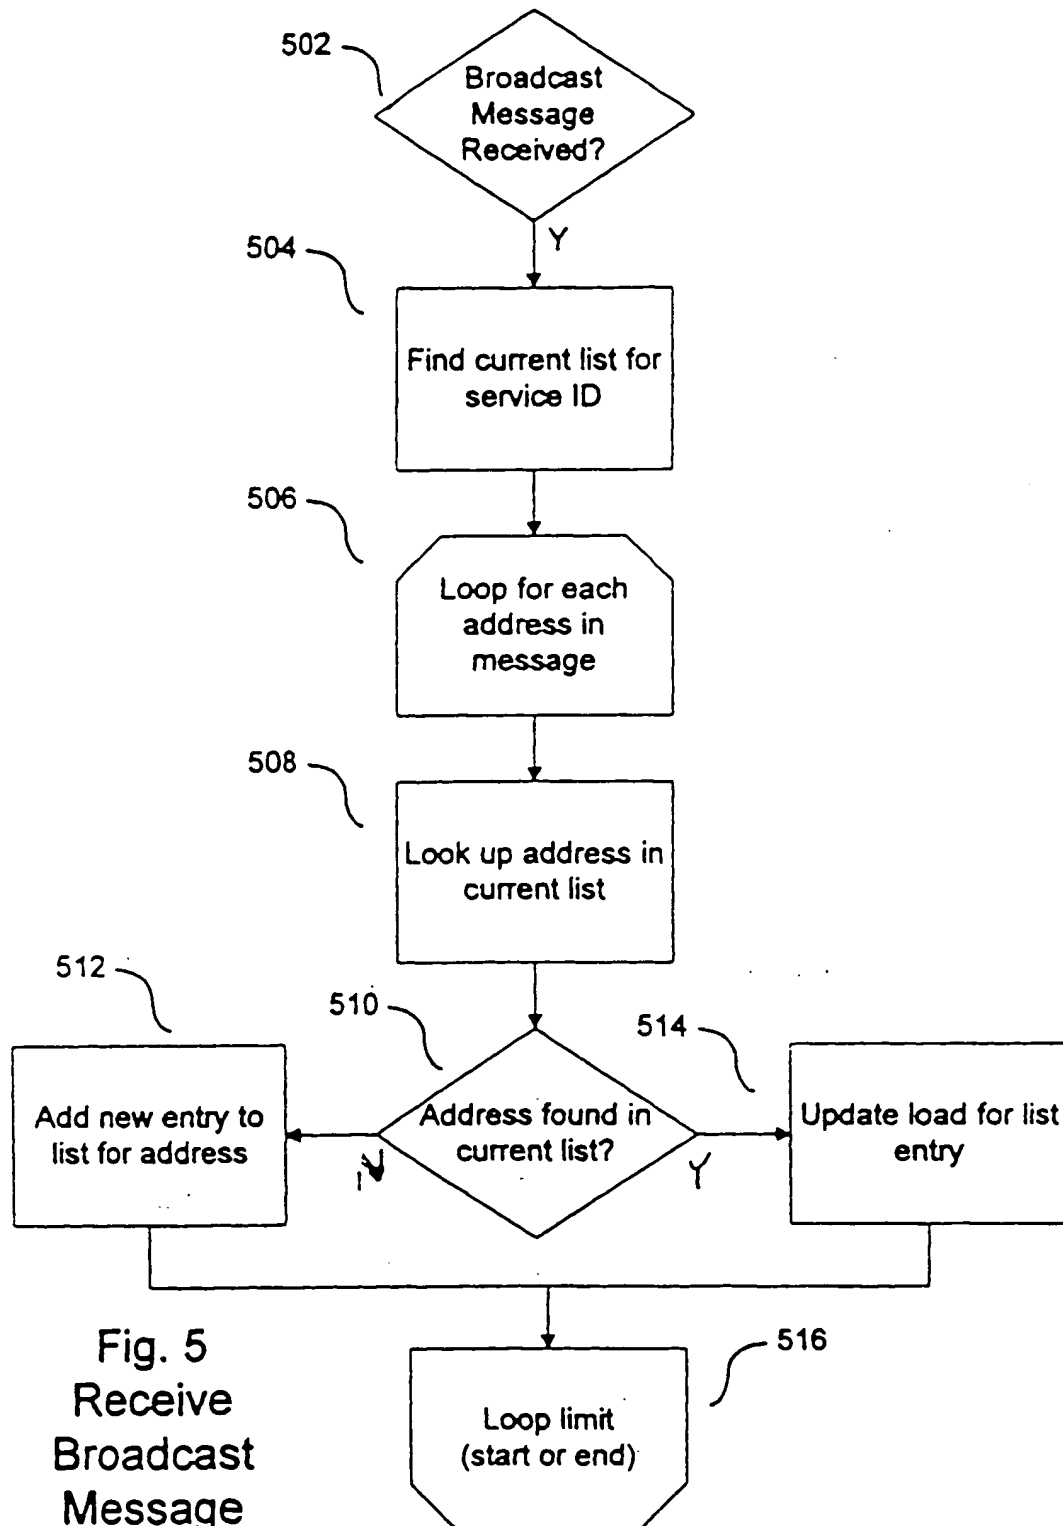 502
Broadcast
Message
Received?
Y
504
Find current list for
service ID
506
Loop for each
address in
message
508
Look up address in
current list
512
510
514
Add new entry to
list for address
Address found in
current list?
Update load for list
entry
N
Y
516
Loop limit
(start or end)
Fig. 5
Receive
Broadcast
Message